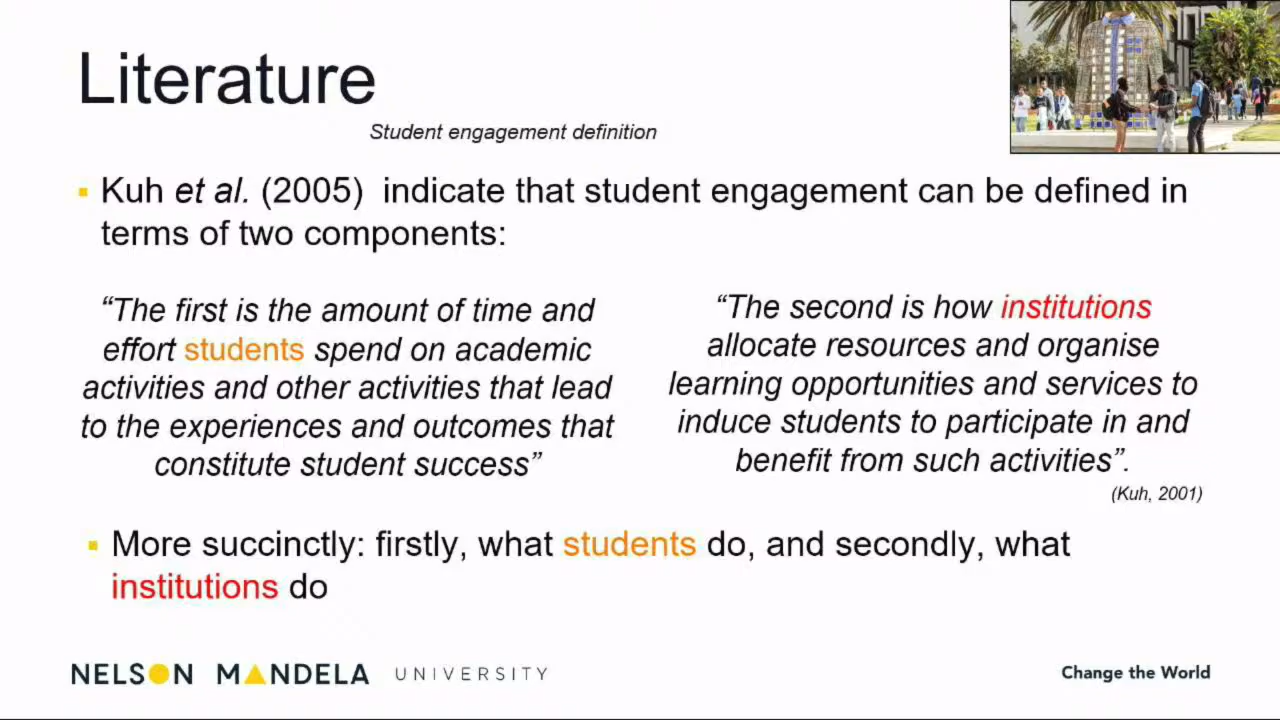 Literature
Student engagement definition
▪ Kuh et al. (2005) indicate that student engagement can be defined in
terms of two components:
“The first is the amount of time and
effort students spend on academic
activities and other activities that lead
to the experiences and outcomes that
constitute student success”
“The second is how institutions
allocate resources and organise
learning opportunities and services to
induce students to participate in and
benefit from such activities”.
(Kuh, 2001)
▪ More succinctly: firstly, what students do, and secondly, what
institutions do
NELSON MANDELA UNIVERSITY
Change the World